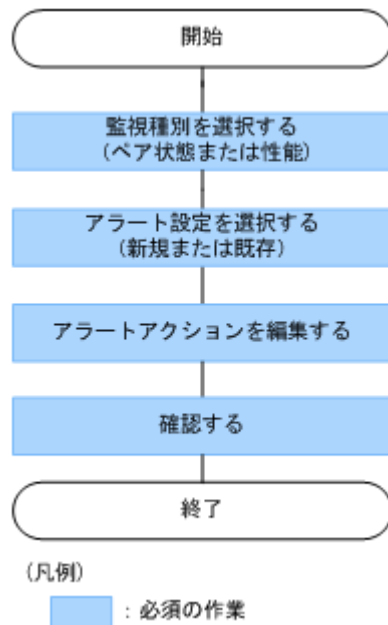 開始
監視種別を選択する
(ペア状態または性能)
アラート設定を選択する
(新規または既存)
アラートアクションを編集する
確認する
終了
(凡例)
：必須の作業